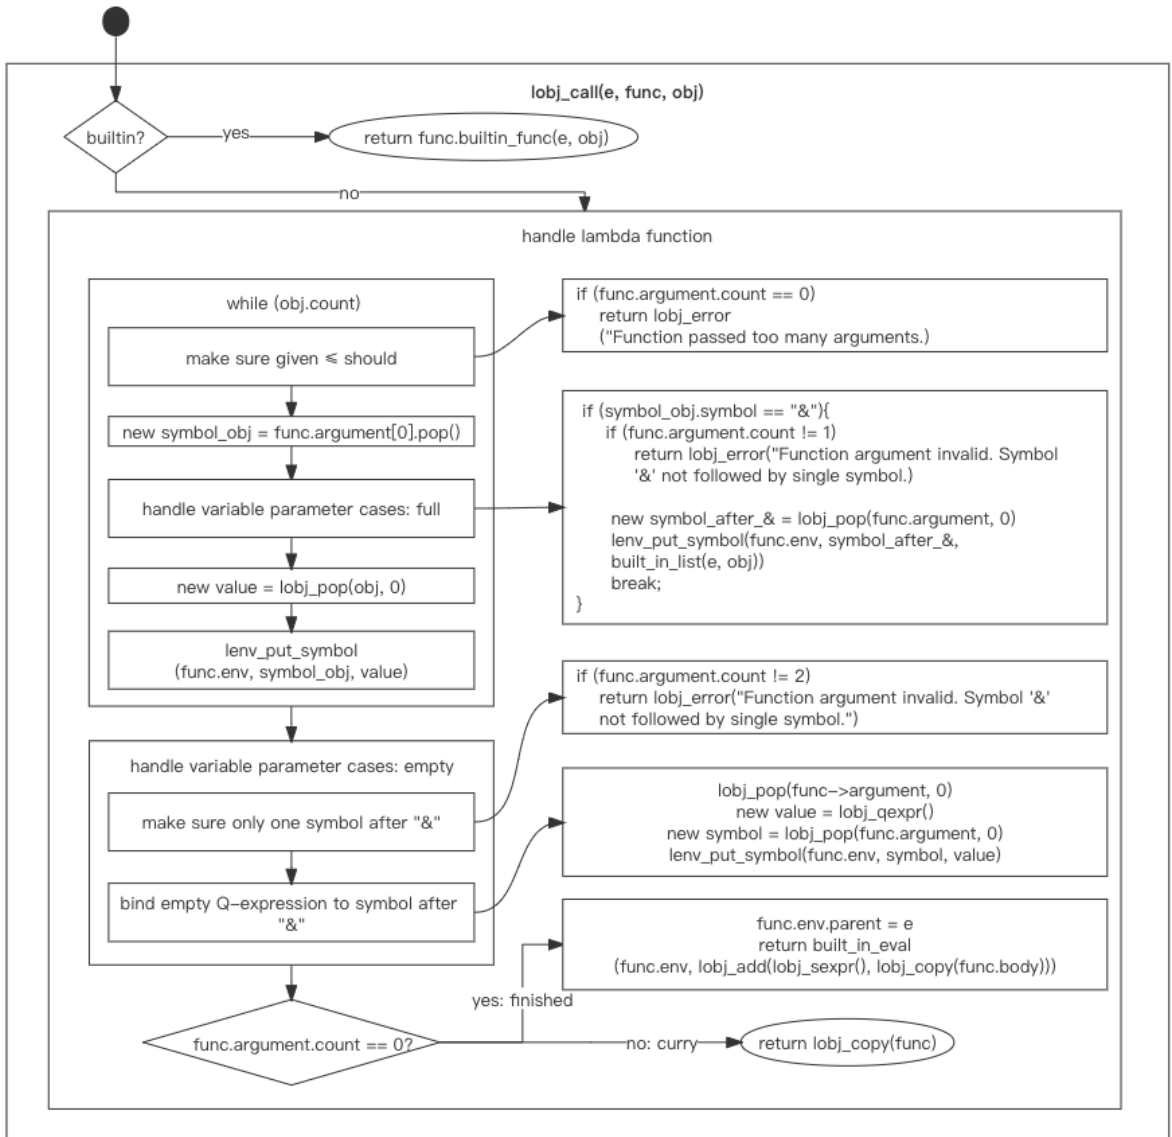 lobj_call(e, func, obj)
builtin?
yes
return func.builtin_func(e, obj)
no
handle lambda function
while (obj.count)
make sure given ≤ should
new symbol_obj = func.argument[0].pop()
handle variable parameter cases: full
new value = lobj_pop(obj, 0)
lenv_put_symbol
(func.env, symbol_obj, value)
if (func.argument.count == 0)
return lobj_error
("Function passed too many arguments.)
if (symbol_obj.symbol == "&"){
if (func.argument.count != 1)
return lobj_error("Function argument invalid. Symbol
'&' not followed by single symbol.)
new symbol_after_& = lobj_pop(func.argument, 0)
lenv_put_symbol(func.env, symbol_after_&,
built_in_list(e, obj))
break;
}
handle variable parameter cases: empty
make sure only one symbol after "&"
bind empty Q-expression to symbol after
"&"
if (func.argument.count != 2)
return lobj_error("Function argument invalid. Symbol '&'
not followed by single symbol.")
lobj_pop(func->argument, 0)
new value = lobj_qexpr()
new symbol = lobj_pop(func.argument, 0)
lenv_put_symbol(func.env, symbol, value)
func.env.parent = e
return built_in_eval
(func.env, lobj_add(lobj_sexpr(), lobj_copy(func.body)))
yes: finished
func.argument.count == 0?
no: curry
return lobj_copy(func)